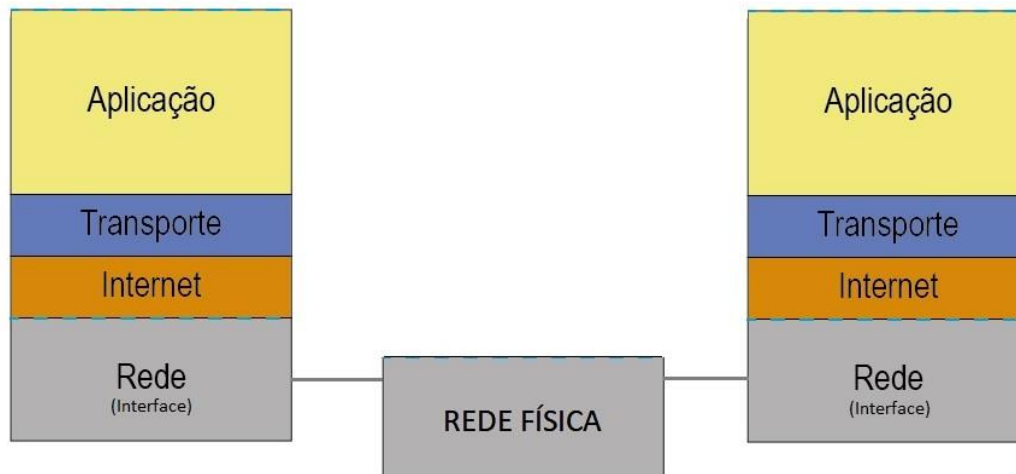 Aplicação
Transporte
Internet
Rede
(Interface)
REDE FÍSICA
Aplicação
Transporte
Internet
Rede
(Interface)